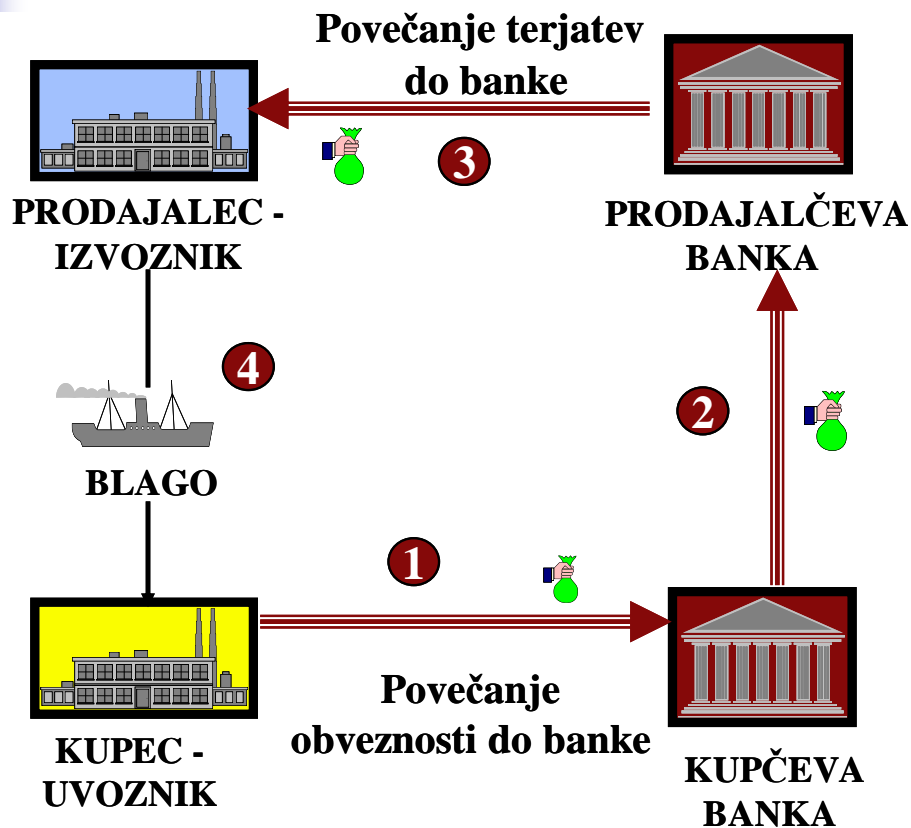 Povečanje terjatev
do banke
3
PRODAJALEC -
IZVOZNIK
PRODAJALČEVA
BANKA
4
2
BLAGO
1
Povečanje
obveznosti do banke
KUPEC -
UVOZNIK
KUPČEVA
BANKA